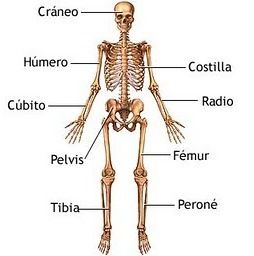 Cráneo
Húmero
Costilla
Cúbito
Radio
Pelvis
Fémur
Tibia
Peroné